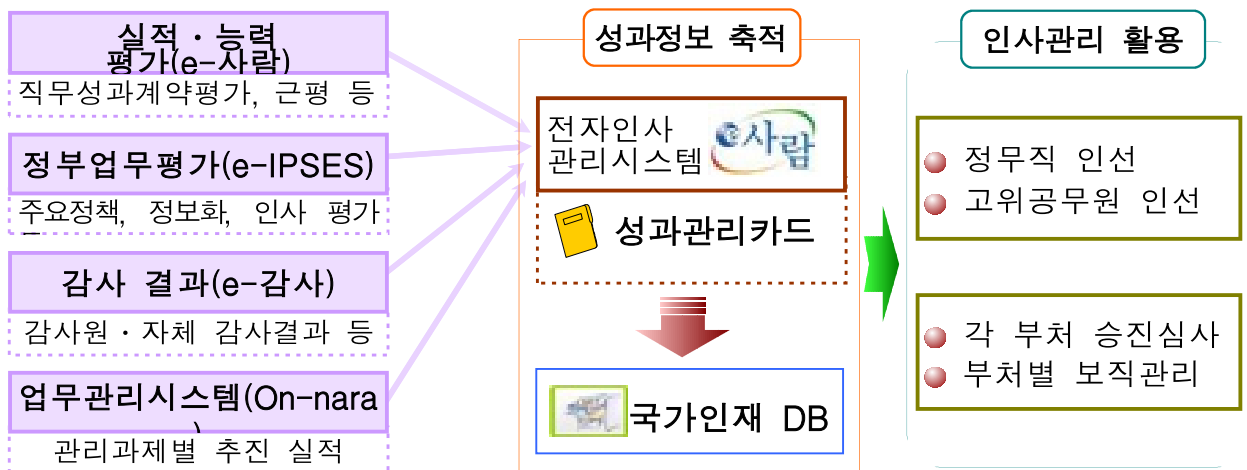 실적·능력
평가(e-사람)
직무성과계약평가, 근평 등
정부업무평가(e-IPSES)
주요정책, 정보화, 인사 평가
감사 결과(e-감사)
감사원·자체 감사결과 등
업무관리시스템(On-nara
)
관리과제별 추진 실적
성과정보 축적
전자인사
관리시스템
e사람
성과관리카드
국가인재 DB
인사관리 활용
정무직 인선
고위공무원 인선
각 부처 승진심사
부처별 보직관리